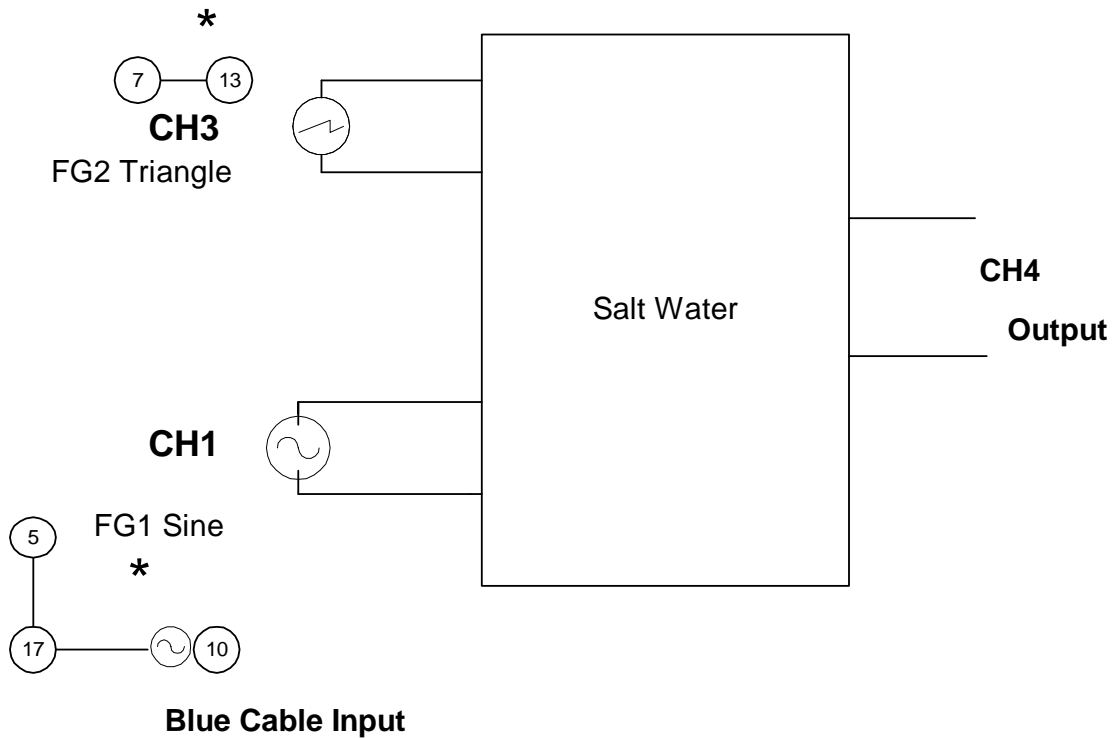 *
7 13
CH3
FG2 Triangle
Salt Water
CH4
Output
CH1
FG1 Sine
5
*
17 10
Blue Cable Input